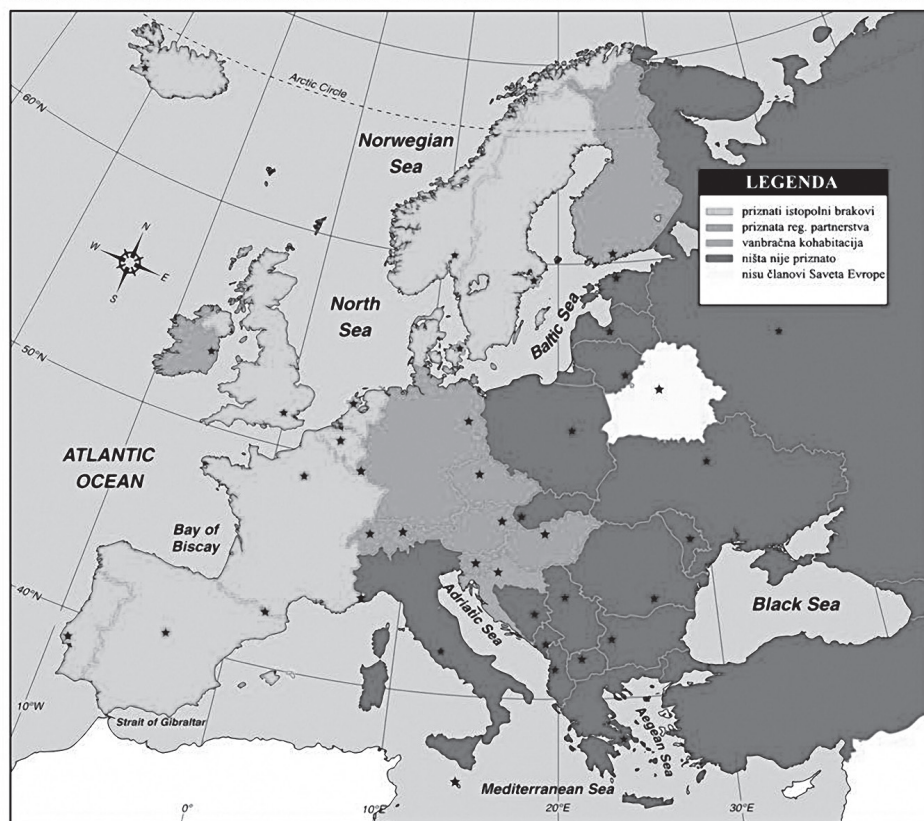 Arctic Circle
60°N
Norwegian
Sea
LEGENDA
priznati istopolni brakovi
priznata reg. partnerstva
vanbračna kohabitacija
ništa nije priznato
nisu članovi Saveta Evrope
N
W
E
S
North
Sea
Baltic Sea
50°N
ATLANTIC
OCEAN
Bay of
Biscay
40°N
Adriatic Sea
Black Sea
10°W
Strait of Gibraltar
Aegean Sea
Mediterranean Sea
0°
10°E
20°E
30°E